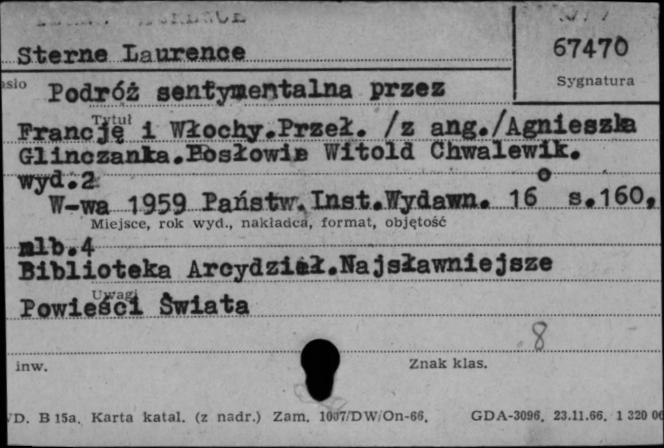 Sterne Laurence
67470
Sygnatura
Podróż sentymentalna przez
Tytuł
Francję i Włochy.Przeł. /z ang./Agnieszka
Glinczanka.Posłowie Witold Chwalewik.
wyd.2
W-wa 1959 Państw.Inst.Wydawn. 16° s.160,
Miejsce, rok wyd., nakładca, format, objętość
nlb.4
Biblioteka Arcydzieł.Najsławniejsze
Uwagi
Powieści Świata
8
inw.
Znak klas.
D. B 15a. Karta katal. (z nadr.) Zam. 1007/DW/On-66. GDA-3096. 23.11.66. 1 320 00